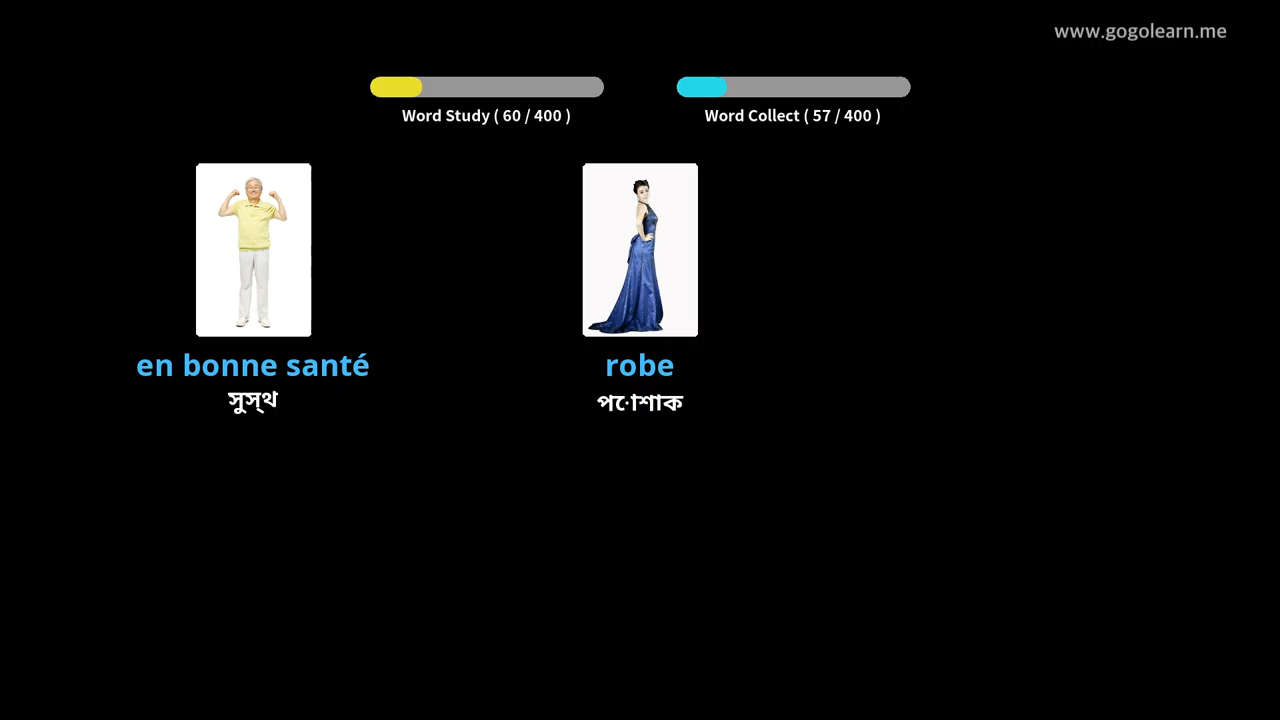 www.gogolearn.me
Word Study ( 60 / 400 )
Word Collect ( 57 / 400 )
en bonne santé
সুস্থ
robe
পোশাক